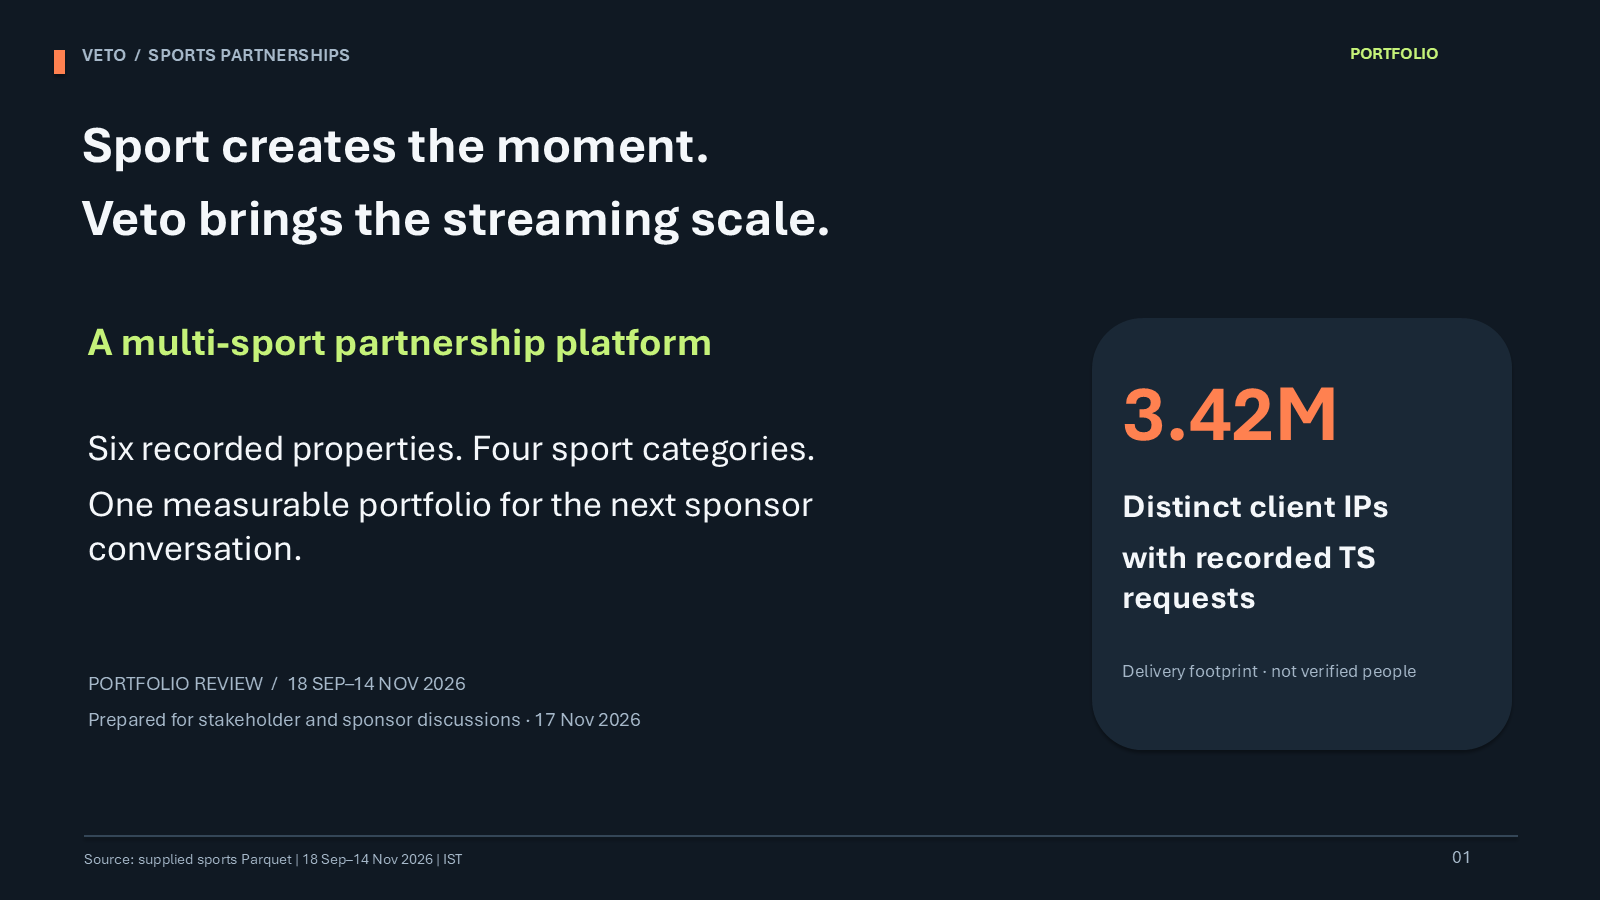 VETO / SPORTS PARTNERSHIPS
PORTFOLIO
Sport creates the moment.
Veto brings the streaming scale.
A multi-sport partnership platform
Six recorded properties. Four sport categories.
One measurable portfolio for the next sponsor
conversation.
3.42M
Distinct client IPs
with recorded TS
requests
Delivery footprint · not verified people
PORTFOLIO REVIEW / 18 SEP–14 NOV 2026
Prepared for stakeholder and sponsor discussions · 17 Nov 2026
Source: supplied sports Parquet | 18 Sep–14 Nov 2026 | IST
01